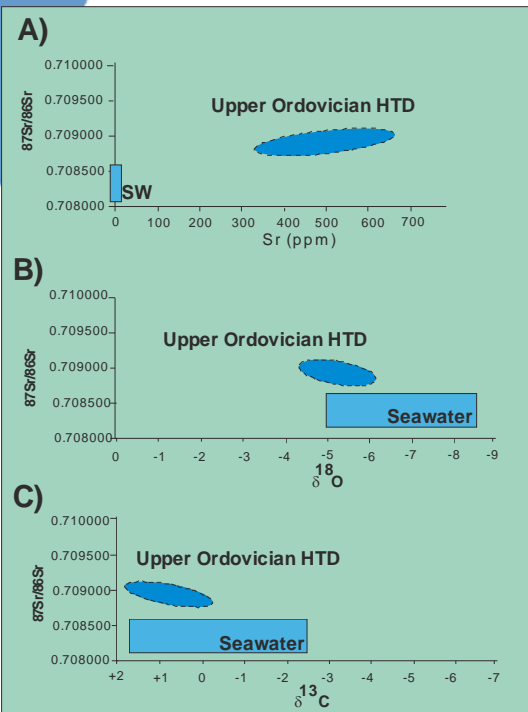 A)
0.710000
0.709500
0.709000
0.708500
0.708000
87Sr/86Sr
Upper Ordovician HTD
SW
0 100 200 300 400 500 600 700
Sr (ppm)
B)
0.710000
0.709500
0.709000
0.708500
0.708000
87Sr/86Sr
Upper Ordovician HTD
Seawater
0 -1 -2 -3 -4 -5 -6 -7 -8 -9
δ18O
C)
0.710000
0.709500
0.709000
0.708500
0.708000
87Sr/86Sr
Upper Ordovician HTD
Seawater
+2 +1 0 -1 -2 -3 -4 -5 -6 -7
δ13C